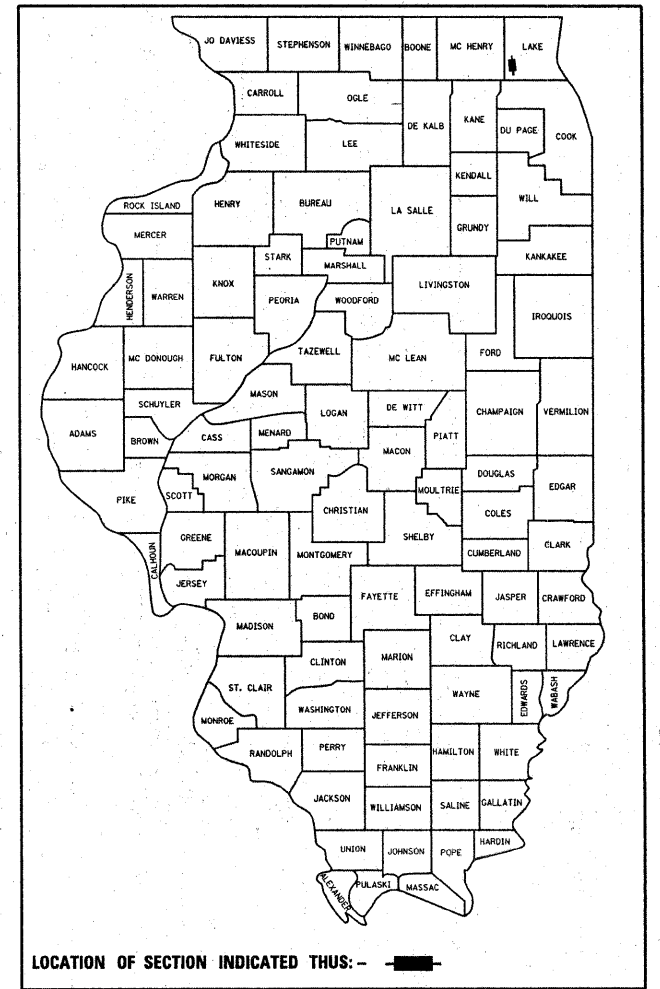 JO DAVIESS
STEPHENSON
WINNEBAGO
BOONE
MC HENRY
LAKE
CARROLL
OGLE
DE KALB
KANE
DU PAGE
COOK
WHITESIDE
LEE
KENDALL
WILL
ROCK ISLAND
HENRY
BUREAU
LA SALLE
GRUNDY
MERCER
PUTNAM
STARK
MARSHALL
KANKAKEE
HENDERSON
WARREN
KNOX
PEORIA
WOODFORD
LIVINGSTON
IROQUOIS
HANCOCK
MC DONOUGH
FULTON
TAZEWELL
MC LEAN
FORD
SCHUYLER
MASON
LOGAN
DE WITT
CHAMPAIGN
VERMILION
ADAMS
BROWN
CASS
MENARD
MACON
PIATT
PIKE
SCOTT
MORGAN
SANGAMON
MOULTRIE
DOUGLAS
EDGAR
CHRISTIAN
COLES
CALHOUN
GREENE
MACOUPIN
MONTGOMERY
SHELBY
CUMBERLAND
CLARK
JERSEY
FAYETTE
EFFINGHAM
JASPER
CRAWFORD
MADISON
BOND
CLAY
RICHLAND
LAWRENCE
CLINTON
MARION
ST. CLAIR
WASHINGTON
WAYNE
EDWARDS
WABASH
MONROE
JEFFERSON
RANDOLPH
PERRY
HAMILTON
WHITE
FRANKLIN
JACKSON
WILLIAMSON
SALINE
GALLATIN
UNION
JOHNSON
POPE
HARDIN
ALEXANDER
PULASKI
MASSAC
LOCATION OF SECTION INDICATED THUS: -